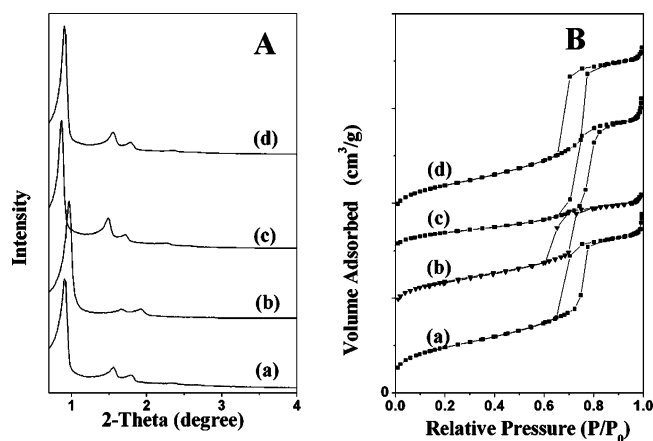 A
B
(d)
(c)
(b)
(a)
Intensity
1
2
3
4
2-Theta (degree)
(d)
(c)
(b)
(a)
Volume Adsorbed (cm³/g)
0
0.0
0.2
0.4
0.6
0.8
1.0
Relative Pressure (P/P₀)